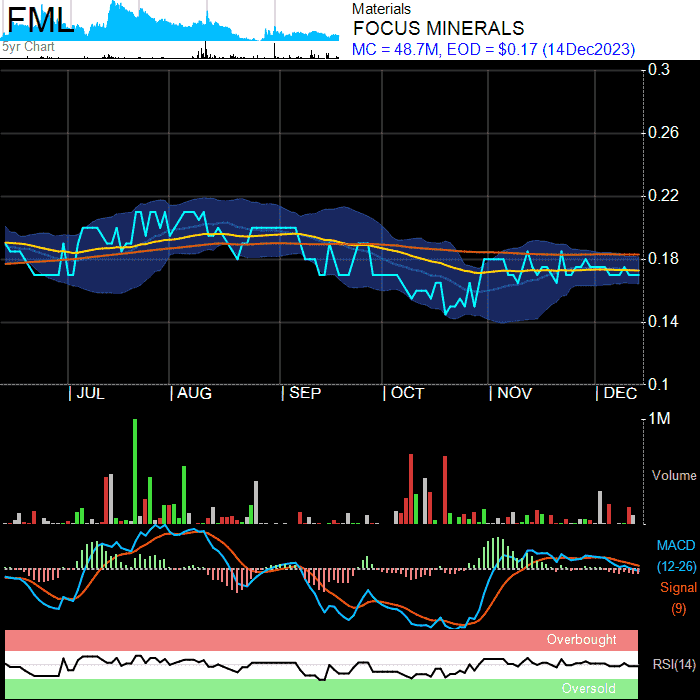 FML
5yr Chart
Materials
FOCUS MINERALS
MC = 48.7M, EOD = $0.17 (14Dec2023)
0.3
0.26
0.22
0.18
0.14
0.1
JUL AUG SEP OCT NOV DEC
1M
Volume
MACD
(12-26)
Signal
(9)
Overbought
RSI(14)
Oversold